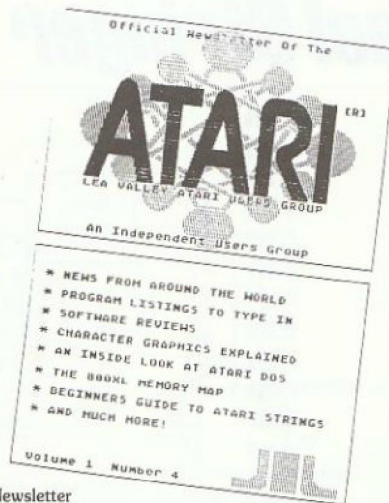 Official Newsletter Of The
ATARI [R]
LEA VALLEY ATARI USERS GROUP
An Independent Users Group
* NEWS FROM AROUND THE WORLD
* PROGRAM LISTINGS TO TYPE IN
* SOFTWARE REVIEWS
* CHARACTER GRAPHICS EXPLAINED
* AN INSIDE LOOK AT ATARI DOS
* THE 800XL MEMORY MAP
* BEGINNERS GUIDE TO ATARI STRINGS
* AND MUCH MORE!
Volume 1 Number 4
Newsletter